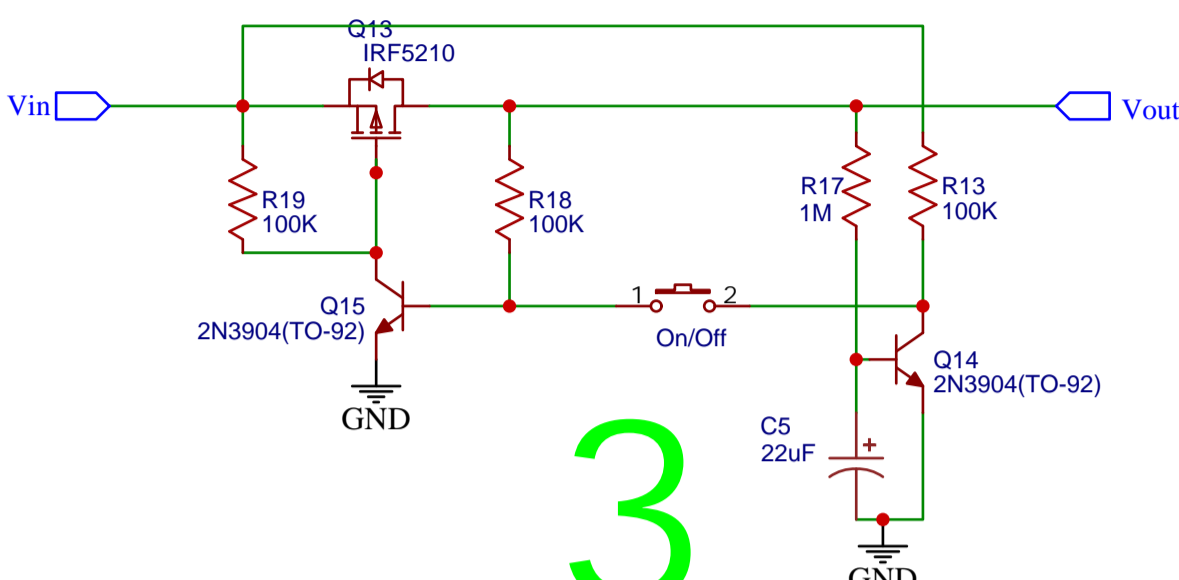 Q13
IRF5210
Vin
Vout
R19
100K
R18
100K
R17
1M
R13
100K
Q15
2N3904(TO-92)
1
2
On/Off
Q14
2N3904(TO-92)
GND
C5
22uF
+
3
GND